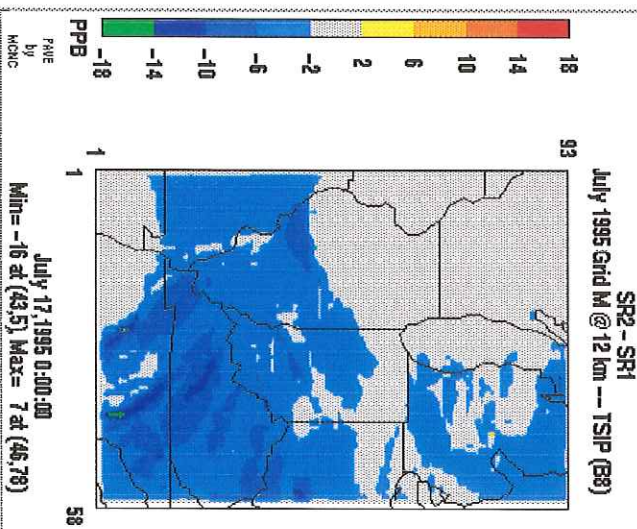 SR2 - SR1
July 1995 Grid M @ 12 km --- TSIP (B8)
18
14
10
6
2
-2
-6
-10
-14
-18
PPB
PAVE
by
MCNC
93
1
1
58
July 17,1995 0:00:00
Min= -16 at (43,5) Max= 7 at (46,78)